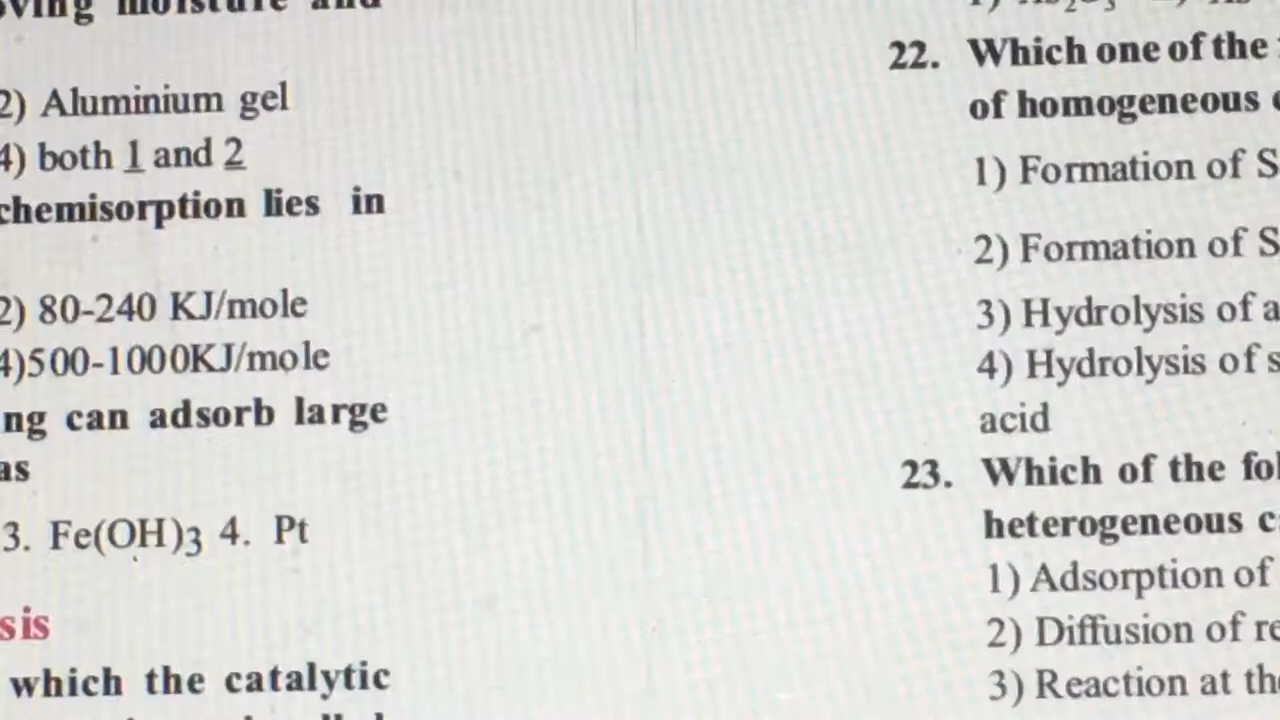 2) Aluminium gel
4) both 1 and 2
chemisorption lies in
2) 80-240 KJ/mole
4)500-1000KJ/mole
ng can adsorb large
as
3. Fe(OH)3 4. Pt
sis
which the catalytic
22. Which one of the
of homogeneous
1) Formation of S
2) Formation of S
3) Hydrolysis of a
4) Hydrolysis of s
acid
23. Which of the fol
heterogeneous c
1) Adsorption of
2) Diffusion of re
3) Reaction at the